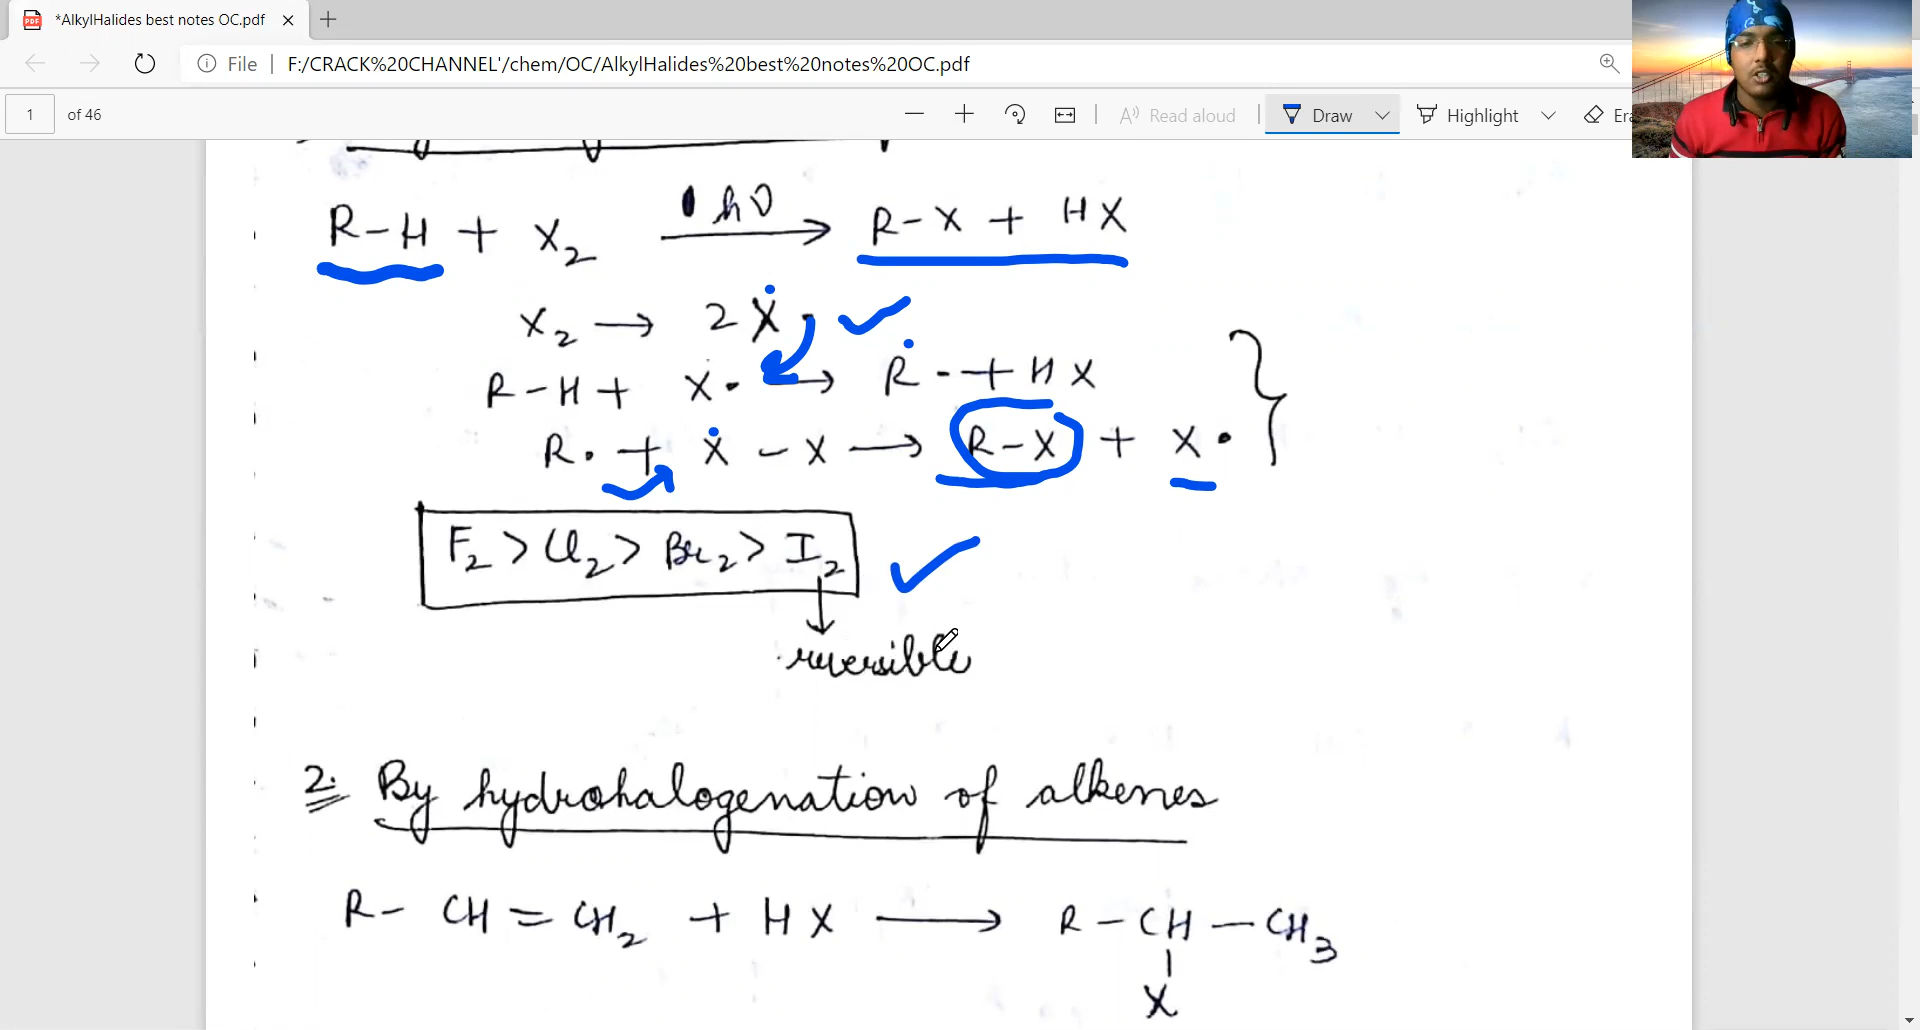 *AlkylHalides best notes OC.pdf
File | F:/CRACK%20CHANNEL'/chem/OC/AlkylHalides%20best%20notes%20OC.pdf
1 of 46 Read aloud Draw Highlight Era
R-H + X2 hν → R-X + HX
X2 → 2Ẋ
R-H + X• → Ṙ + HX
R• + Ẋ-X → R-X + X•
F2 > Cl2 > Br2 > I2
reversible
2. By hydrohalogenation of alkenes
R-CH=CH2 + HX → R-CH-CH3
X